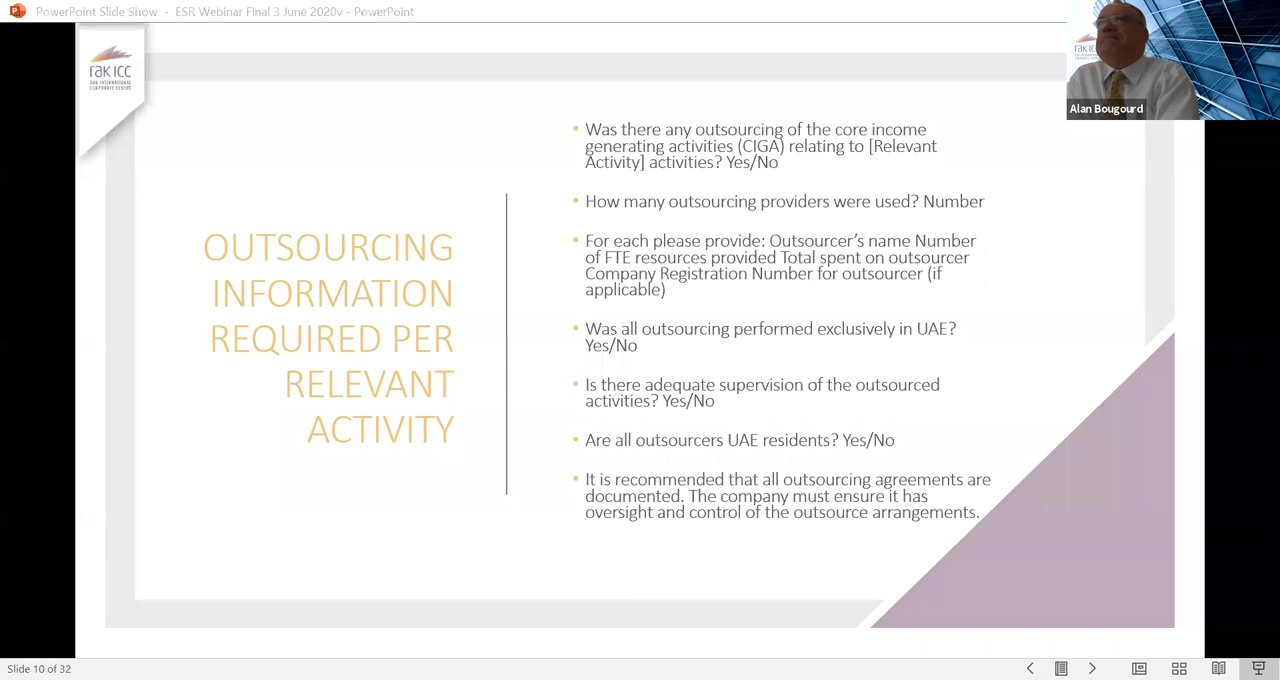 PowerPoint Slide Show - ESR Webinar Final 3 June 2020v - PowerPoint
rak icc
RAK INTERNATIONAL
CORPORATE CENTRE
Alan Bougourd
OUTSOURCING
INFORMATION
REQUIRED PER
RELEVANT
ACTIVITY
• Was there any outsourcing of the core income
generating activities (CIGA) relating to [Relevant
Activity] activities? Yes/No
• How many outsourcing providers were used? Number
• For each please provide: Outsourcer’s name Number
of FTE resources provided Total spent on outsourcer
Company Registration Number for outsourcer (if
applicable)
• Was all outsourcing performed exclusively in UAE?
Yes/No
• Is there adequate supervision of the outsourced
activities? Yes/No
• Are all outsourcers UAE residents? Yes/No
• It is recommended that all outsourcing agreements are
documented. The company must ensure it has
oversight and control of the outsource arrangements.
Slide 10 of 32